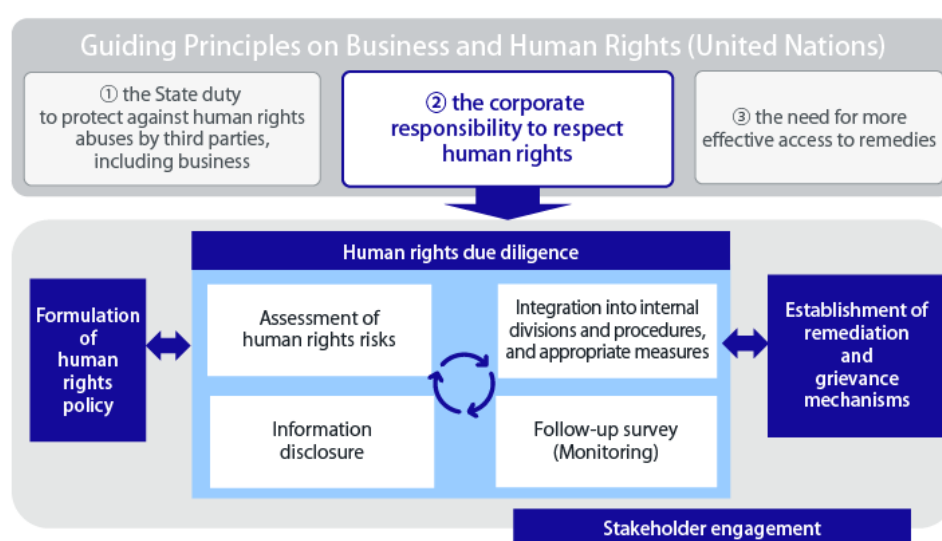 Guiding Principles on Business and Human Rights (United Nations)
① the State duty
to protect against human rights
abuses by third parties,
including business
② the corporate
responsibility to respect
human rights
③ the need for more
effective access to remedies
Human rights due diligence
Formulation
of
human
rights
policy
Assessment of
human rights risks
Integration into internal
divisions and procedures,
and appropriate measures
Information
disclosure
Follow-up survey
(Monitoring)
Establishment of
remediation
and
grievance
mechanisms
Stakeholder engagement